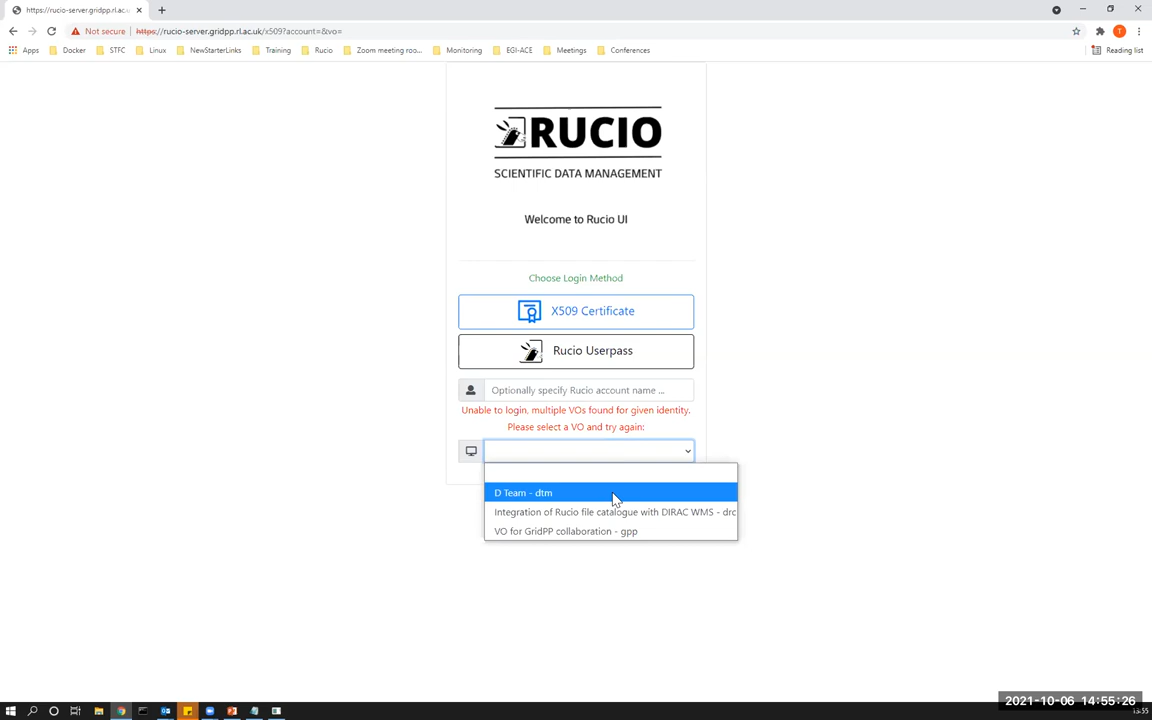 https://rucio-server.gridpp.rl.ac.uk
Not secure https://rucio-server.gridpp.rl.ac.uk/x509?account=&vo=
T
Apps Docker STFC Linux NewStarterLinks Training Rucio Zoom meeting roo... Monitoring EGI-ACE Meetings Conferences Reading list
RUCIO
SCIENTIFIC DATA MANAGEMENT
Welcome to Rucio UI
Choose Login Method
X509 Certificate
Rucio Userpass
Optionally specify Rucio account name ...
Unable to login, multiple VOs found for given identity.
Please select a VO and try again:
D Team - dtm
Integration of Rucio file catalogue with DIRAC WMS - drc
VO for GridPP collaboration - gpp
2021-10-06 14:55:26
13:55